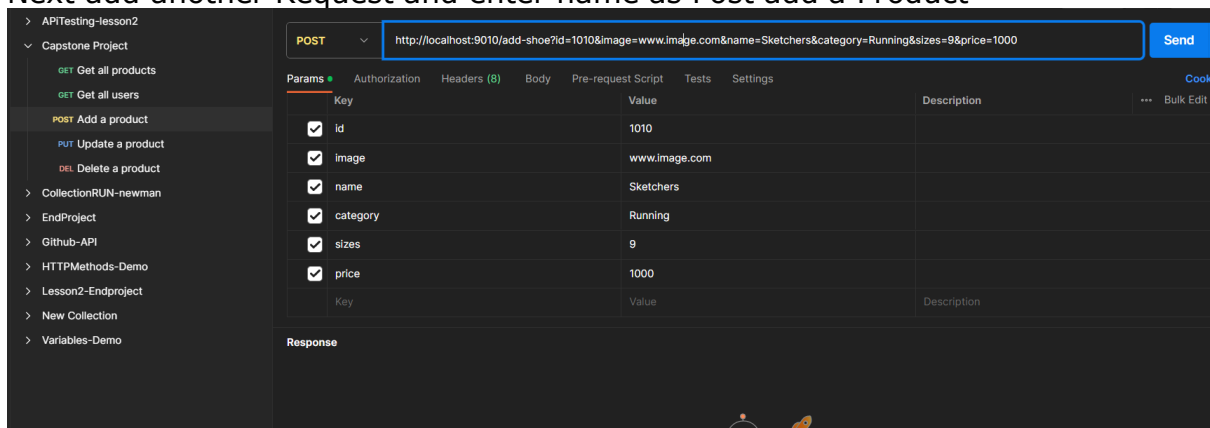 Next add another Request and enter name as Post add a Product
APiTesting-lesson2
Capstone Project
GET Get all products
GET Get all users
POST Add a product
PUT Update a product
DEL Delete a product
CollectionRUN-newman
EndProject
Github-API
HTTPMethods-Demo
Lesson2-Endproject
New Collection
Variables-Demo
POST http://localhost:9010/add-shoe?id=1010&image=www.image.com&name=Sketchers&category=Running&sizes=9&price=1000 Send
Params Authorization Headers (8) Body Pre-request Script Tests Settings Cook
Key Value Description ••• Bulk Edit
id 1010
image www.image.com
name Sketchers
category Running
sizes 9
price 1000
Key Value Description
Response